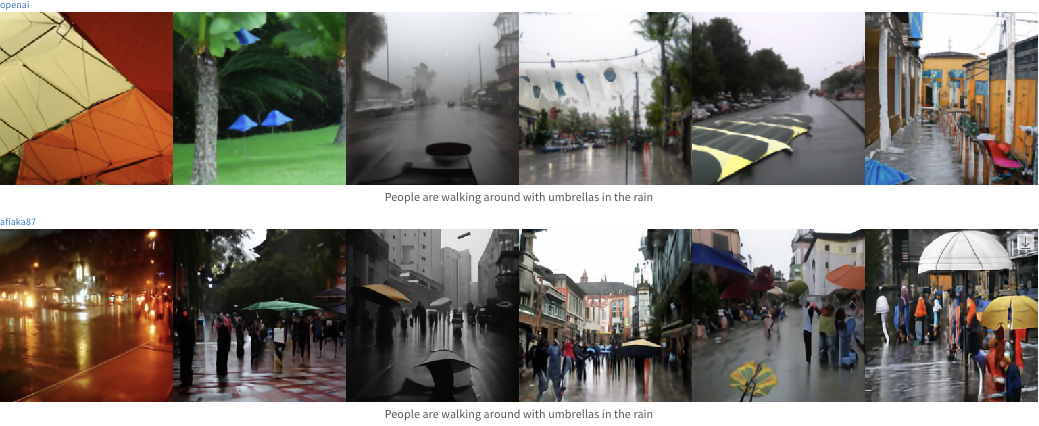 openai
People are walking around with umbrellas in the rain
afiaka87
People are walking around with umbrellas in the rain